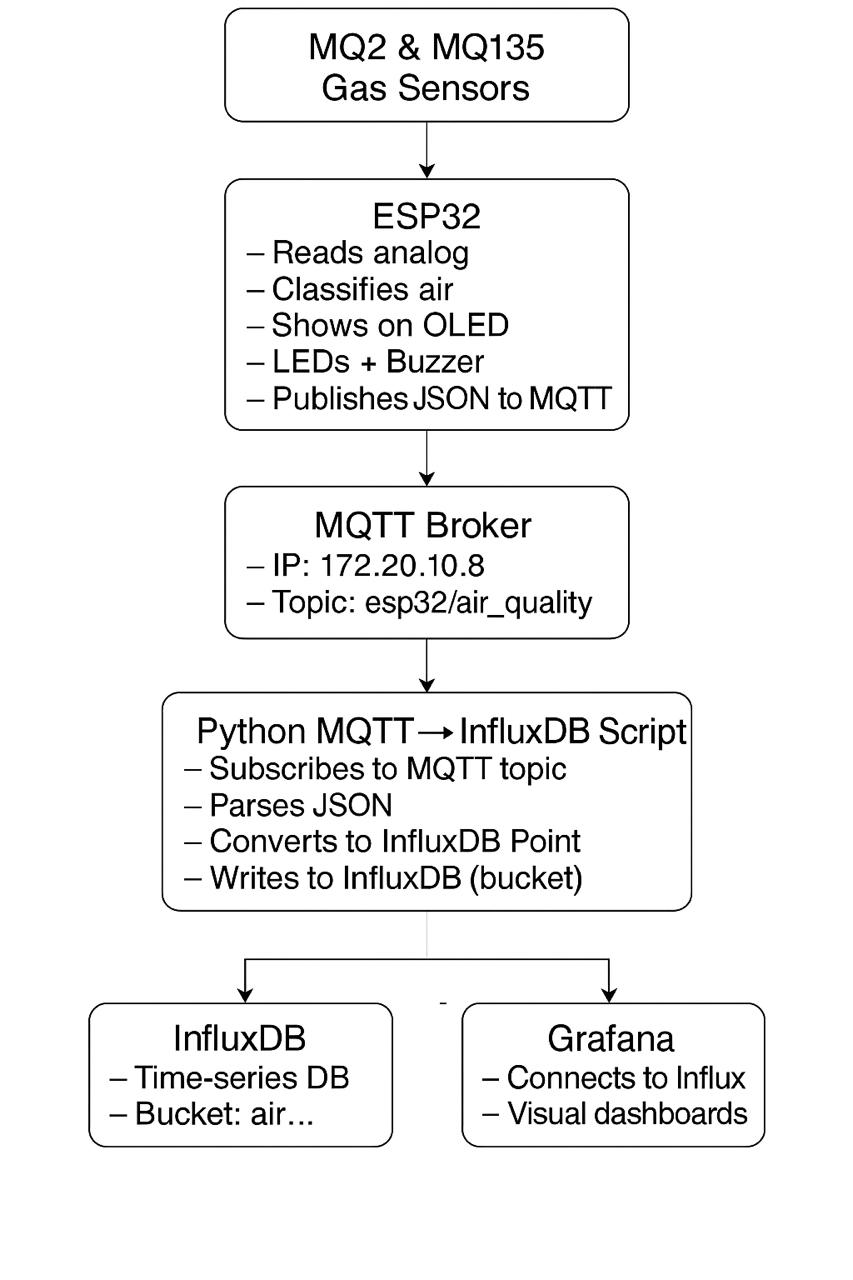 MQ2 & MQ135
Gas Sensors
ESP32
– Reads analog
– Classifies air
– Shows on OLED
– LEDs + Buzzer
– Publishes JSON to MQTT
MQTT Broker
– IP: 172.20.10.8
– Topic: esp32/air_quality
Python MQTT → InfluxDB Script
– Subscribes to MQTT topic
– Parses JSON
– Converts to InfluxDB Point
– Writes to InfluxDB (bucket)
InfluxDB
– Time-series DB
– Bucket: air...
Grafana
– Connects to Influx
– Visual dashboards